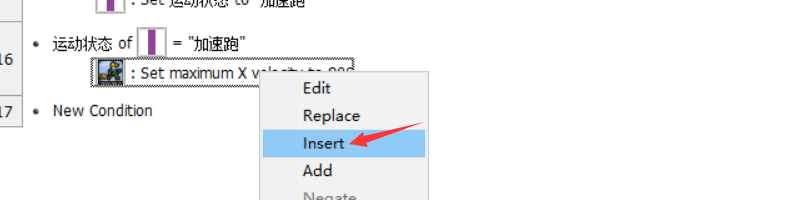 : Set 运动状态 to "加速跑"
16
运动状态 of = "加速跑"
: Set maximum X velocity to
Edit
Replace
17
New Condition
Insert
Add
Negate